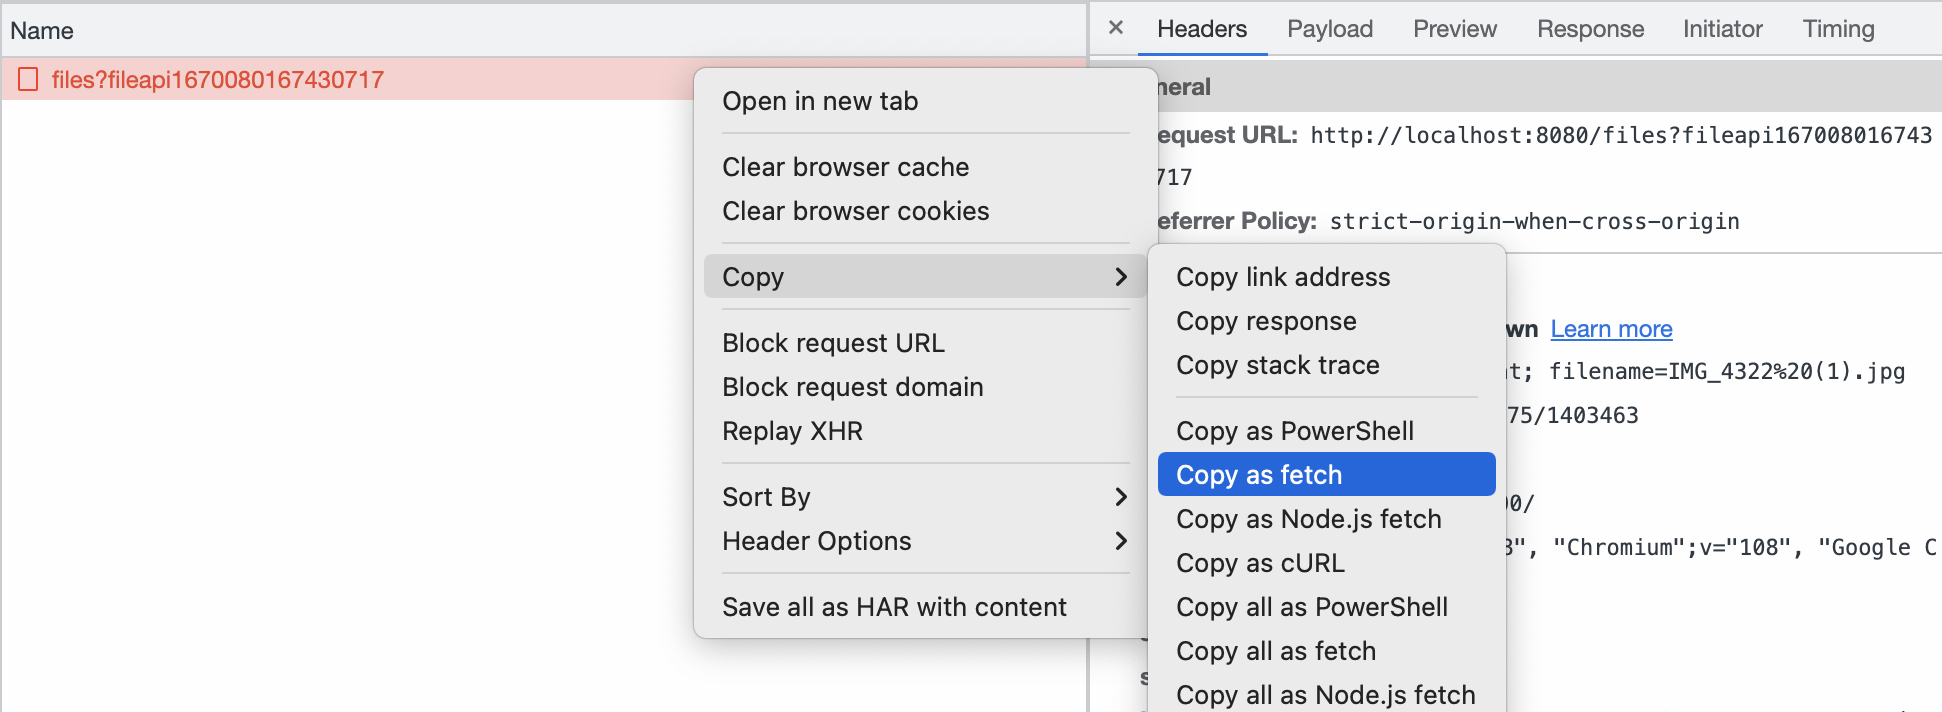 Name
files?fileapi1670080167430717
Headers Payload Preview Response Initiator Timing
neral
equest URL: http://localhost:8080/files?fileapi167008016743
717
eferrer Policy: strict-origin-when-cross-origin
wn Learn more
t; filename=IMG_4322%20(1).jpg
75/1403463
00/
8", "Chromium";v="108", "Google C
Open in new tab
Clear browser cache
Clear browser cookies
Copy
Block request URL
Block request domain
Replay XHR
Sort By
Header Options
Save all as HAR with content
Copy link address
Copy response
Copy stack trace
Copy as PowerShell
Copy as fetch
Copy as Node.js fetch
Copy as cURL
Copy all as PowerShell
Copy all as fetch
Copy all as Node.js fetch